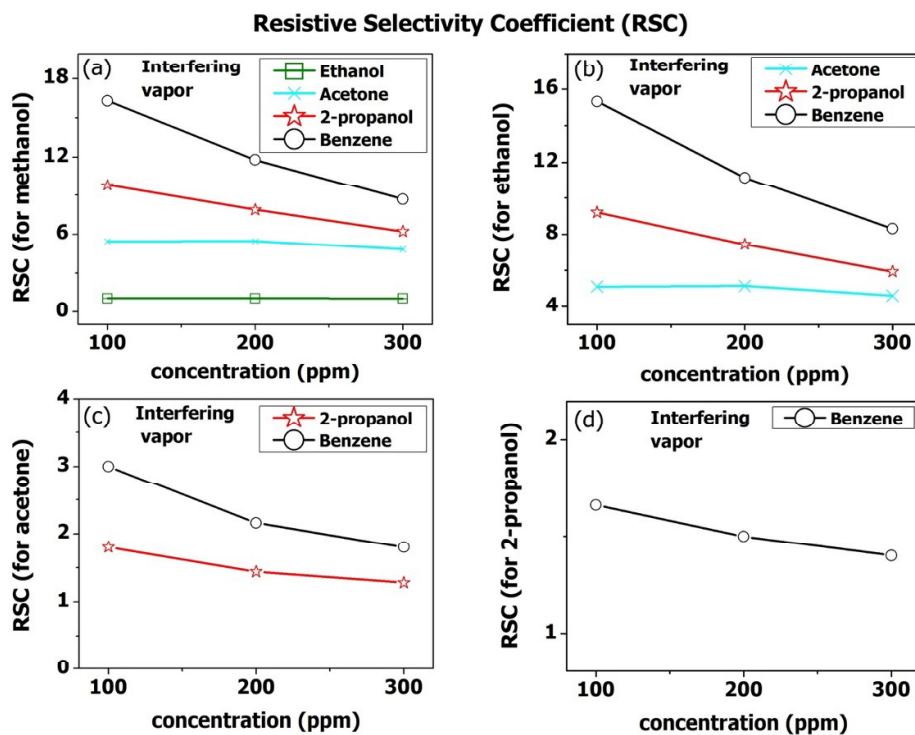 Resistive Selectivity Coefficient (RSC)
(a) Interfering vapor
Ethanol
Acetone
2-propanol
Benzene
RSC (for methanol)
18
12
6
0
100 200 300
concentration (ppm)
(b) Interfering vapor
Acetone
2-propanol
Benzene
RSC (for ethanol)
16
12
8
4
100 200 300
concentration (ppm)
(c) Interfering vapor
2-propanol
Benzene
RSC (for acetone)
4
3
2
1
0
100 200 300
concentration (ppm)
(d) Interfering vapor
Benzene
RSC (for 2-propanol)
2
1
100 200 300
concentration (ppm)